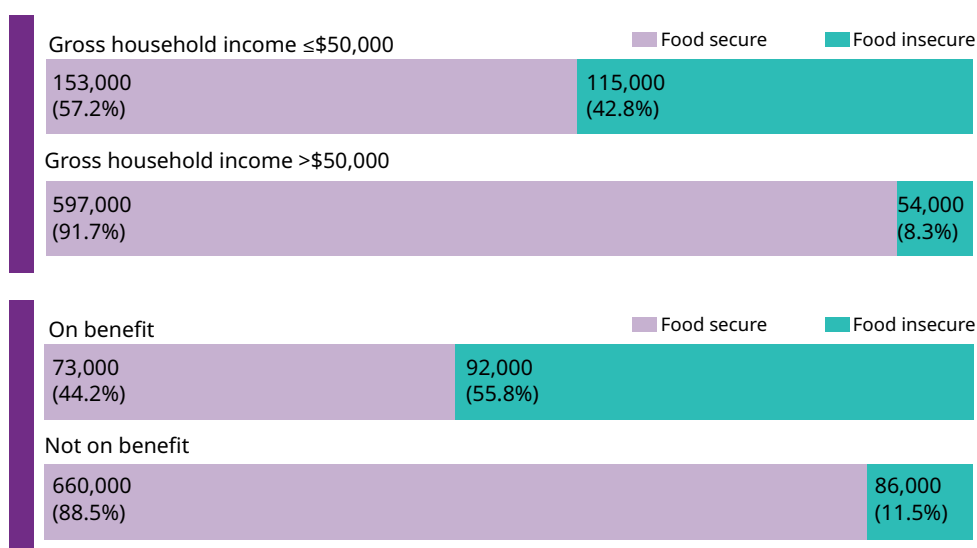 Gross household income ≤$50,000
Food secure
Food insecure
153,000
(57.2%)
115,000
(42.8%)
Gross household income >$50,000
597,000
(91.7%)
54,000
(8.3%)
On benefit
Food secure
Food insecure
73,000
(44.2%)
92,000
(55.8%)
Not on benefit
660,000
(88.5%)
86,000
(11.5%)